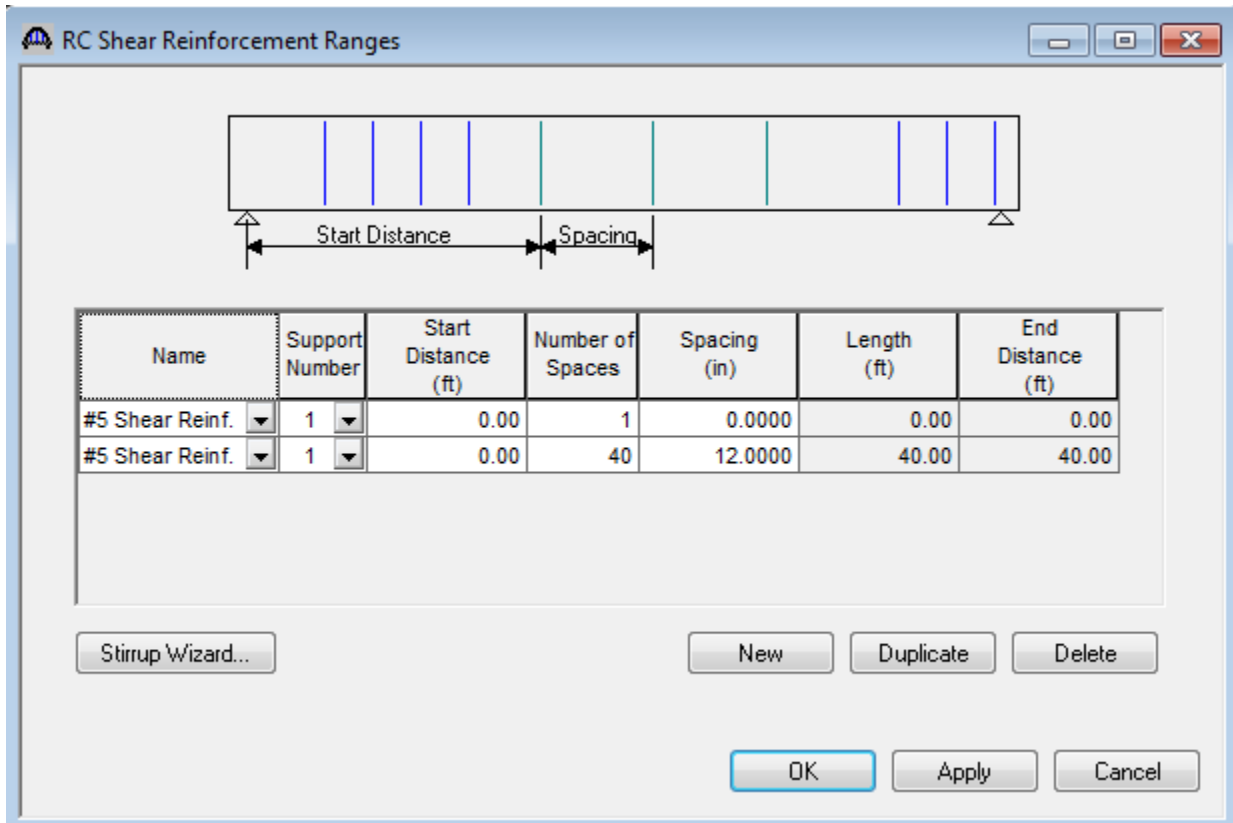 RC Shear Reinforcement Ranges
Start Distance Spacing
Name Support Number Start Distance (ft) Number of Spaces Spacing (in) Length (ft) End Distance (ft)
#5 Shear Reinf. 1 0.00 1 0.0000 0.00 0.00
#5 Shear Reinf. 1 0.00 40 12.0000 40.00 40.00
Stirrup Wizard... New Duplicate Delete
OK Apply Cancel